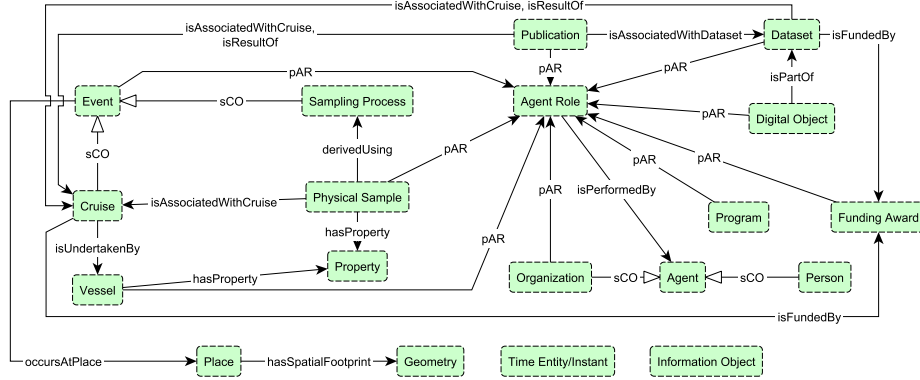 isAssociatedWithCruise, isResultOf
isAssociatedWithCruise,
isResultOf
Publication
isAssociatedWithDataset
Dataset
isFundedBy
pAR
pAR
pAR
isPartOf
Event
sCO
Sampling Process
Agent Role
pAR
Digital Object
derivedUsing
sCO
pAR
pAR
pAR
isPerformedBy
pAR
Cruise
isAssociatedWithCruise
Physical Sample
Program
Funding Award
hasProperty
pAR
isUndertakenBy
Property
hasProperty
Vessel
Organization
sCO
Agent
sCO
Person
isFundedBy
occursAtPlace
Place
hasSpatialFootprint
Geometry
Time Entity/Instant
Information Object